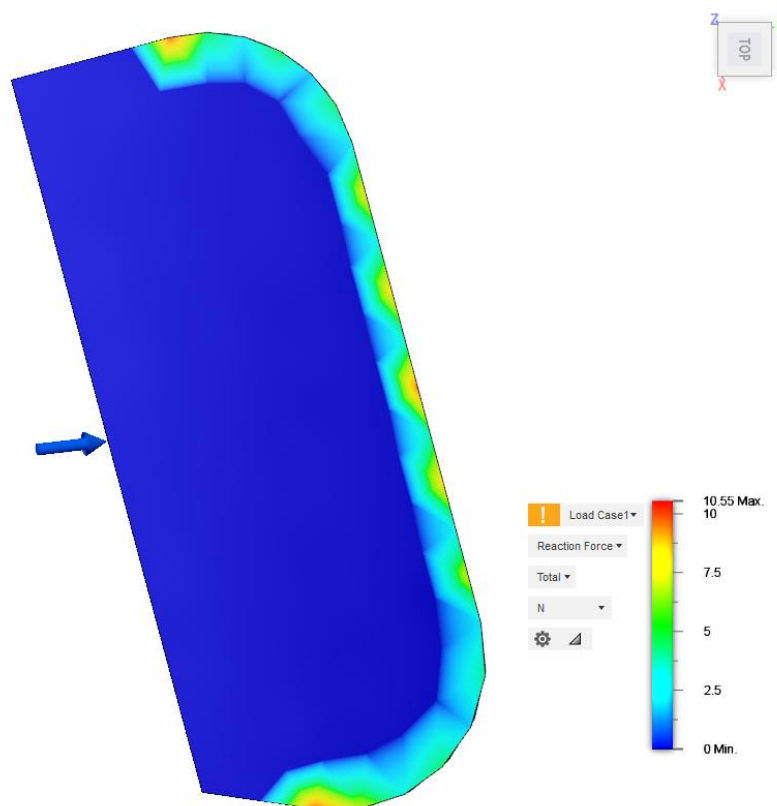 Z
TOP
X
10.55 Max.
! Load Case1
10
Reaction Force
7.5
Total
N
5
2.5
0 Min.